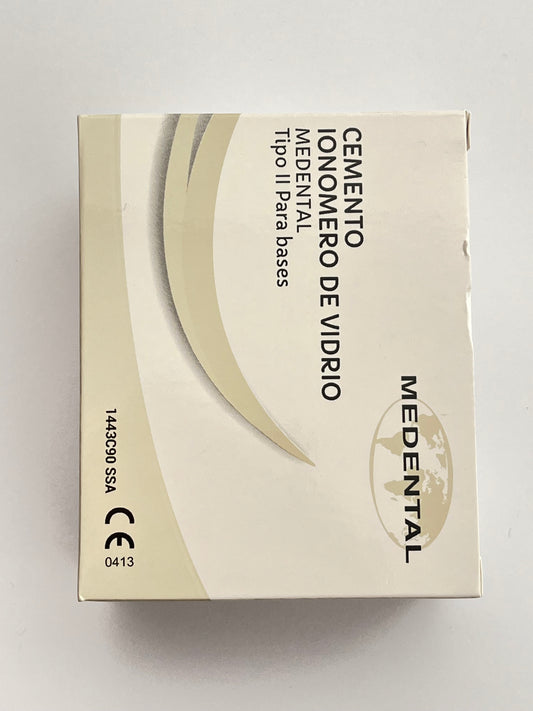 CEMENTO
IONOMERO DE VIDRIO
MEDENTAL
Tipo II Para bases
MEDENTAL
1443C90 SSA CE
0413